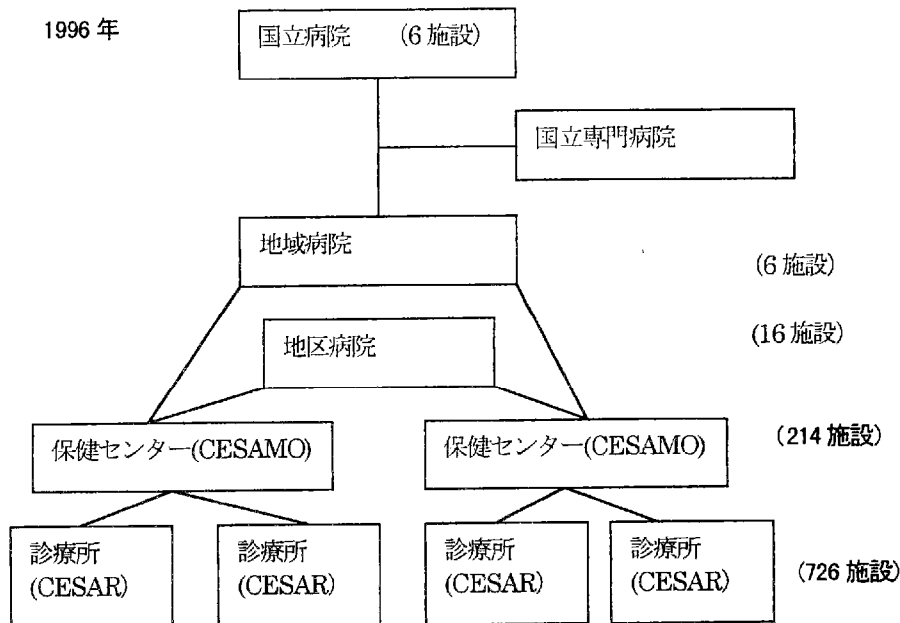 1996 年
国立病院 (6 施設)
国立専門病院
地域病院
(6 施設)
地区病院
(16 施設)
保健センター(CESAMO)
保健センター(CESAMO)
(214 施設)
診療所
(CESAR)
診療所
(CESAR)
診療所
(CESAR)
診療所
(CESAR)
(726 施設)